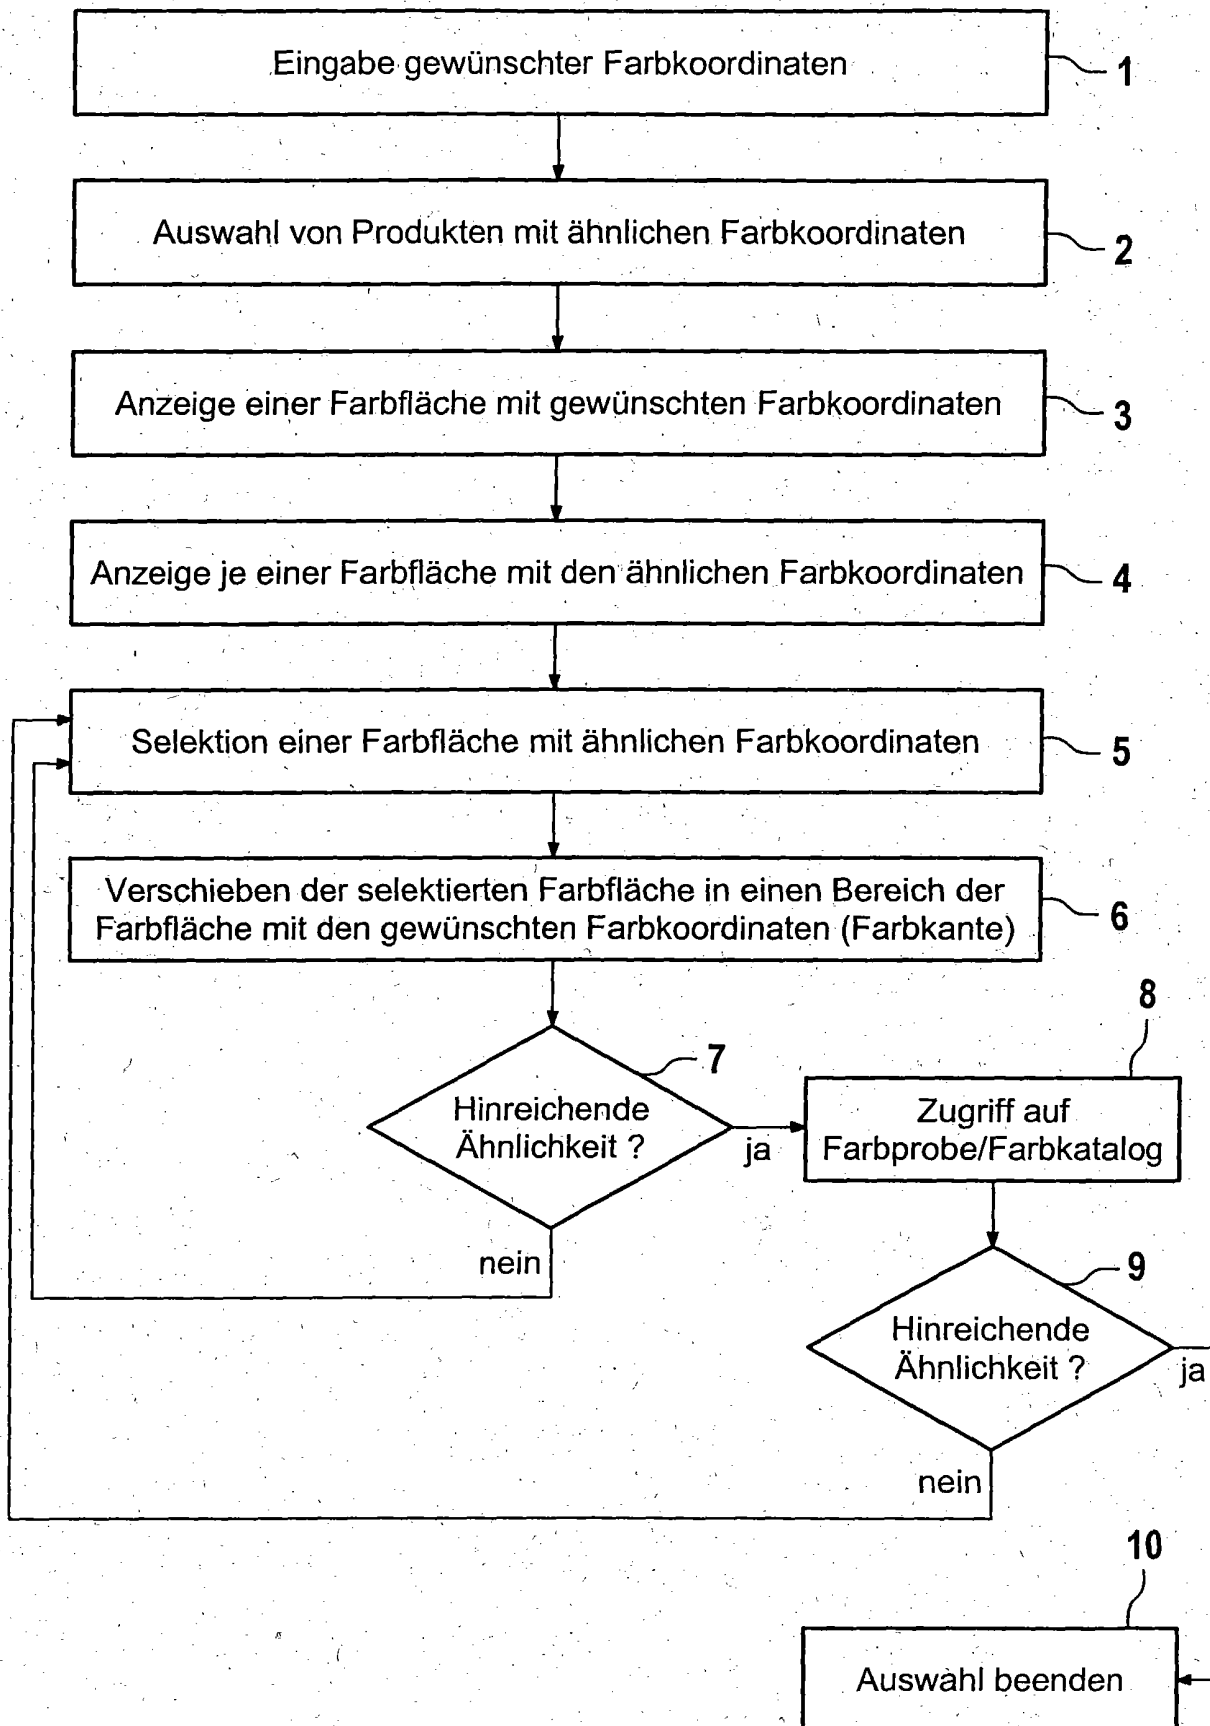 Eingabe gewünschter Farbkoordinaten
1
Auswahl von Produkten mit ähnlichen Farbkoordinaten
2
Anzeige einer Farbfläche mit gewünschten Farbkoordinaten
3
Anzeige je einer Farbfläche mit den ähnlichen Farbkoordinaten
4
Selektion einer Farbfläche mit ähnlichen Farbkoordinaten
5
Verschieben der selektierten Farbfläche in einen Bereich der
Farbfläche mit den gewünschten Farbkoordinaten (Farbkante)
6
7
Hinreichende
Ähnlichkeit ?
ja
nein
8
Zugriff auf
Farbprobe/Farbkatalog
9
Hinreichende
Ähnlichkeit ?
ja
nein
10
Auswahl beenden